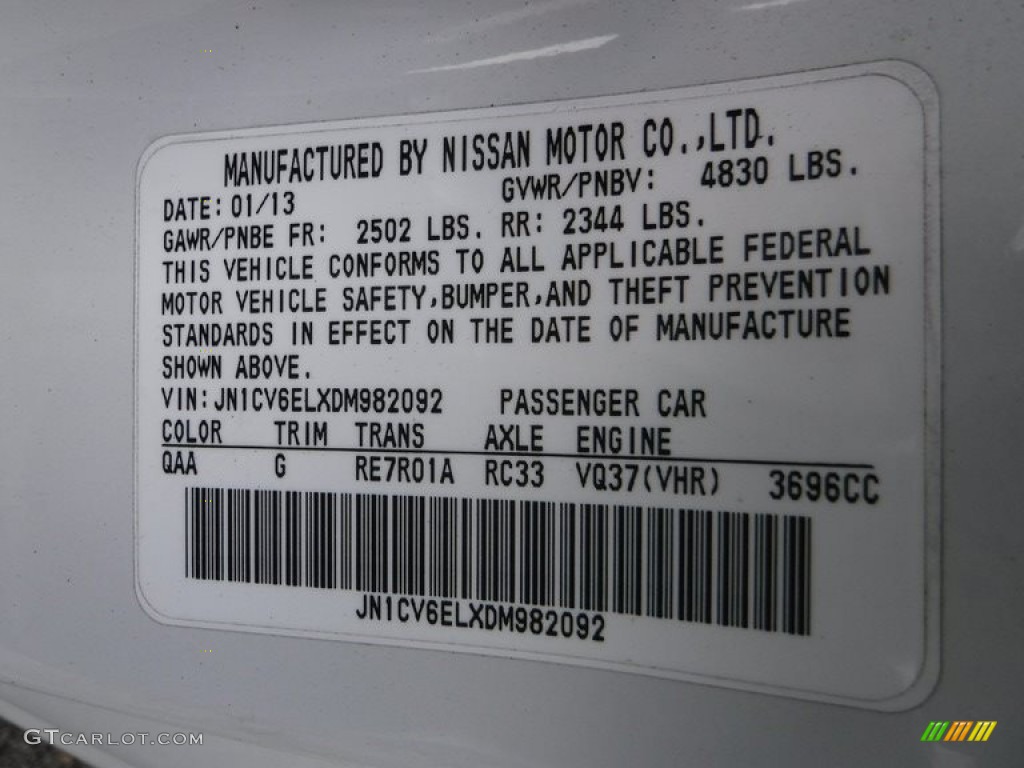 MANUFACTURED BY NISSAN MOTOR CO.,LTD.
DATE: 01/13 GVWR/PNBV: 4830 LBS.
GAWR/PNBE FR: 2502 LBS. RR: 2344 LBS.
THIS VEHICLE CONFORMS TO ALL APPLICABLE FEDERAL
MOTOR VEHICLE SAFETY,BUMPER,AND THEFT PREVENTION
STANDARDS IN EFFECT ON THE DATE OF MANUFACTURE
SHOWN ABOVE.
VIN: JN1CV6ELXDM982092 PASSENGER CAR
COLOR TRIM TRANS AXLE ENGINE
QAA G RE7R01A RC33 VQ37(VHR) 3696CC
JN1CV6ELXDM982092
GTCARLOT.COM